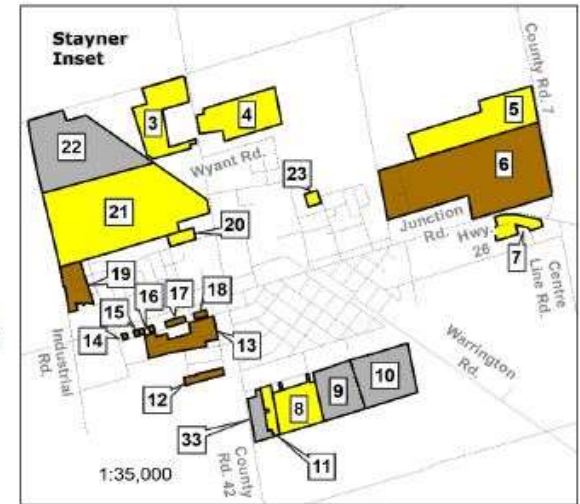 Stayner
Inset
County Rd. 7
3
4
5
22
6
Wyant Rd.
23
21
20
Junction
Rd.
Hwy.
26
7
19
18
17
16
15
14
13
Centre
Line Rd.
Industrial
Rd.
Warrington
Rd.
12
10
9
8
33
11
County
Rd. 42
1:35,000